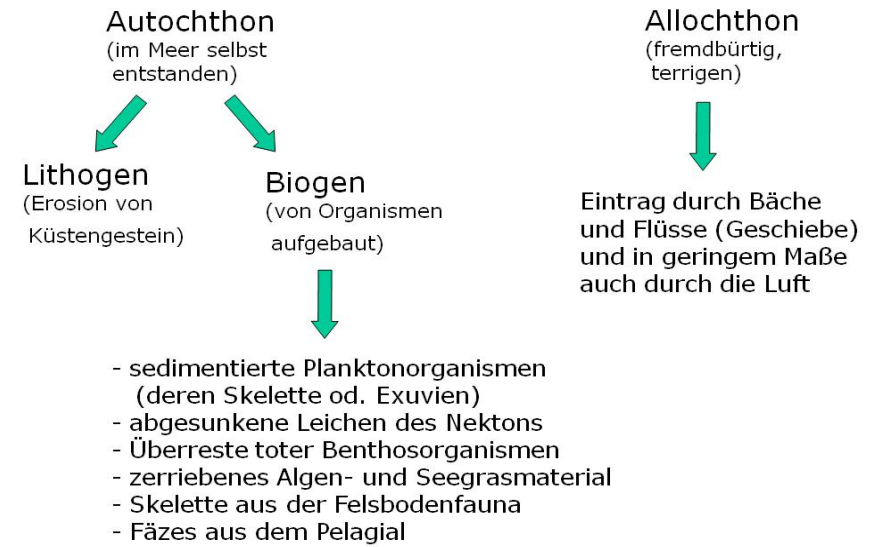 Autochthon
(im Meer selbst
entstanden)
Lithogen
(Erosion von
Küstengestein)
Biogen
(von Organismen
aufgebaut)
- sedimentierte Planktonorganismen
(deren Skelette od. Exuvien)
- abgesunkene Leichen des Nektons
- Überreste toter Benthosorganismen
- zerriebenes Algen- und Seegrasmaterial
- Skelette aus der Felsbodenfauna
- Fäzes aus dem Pelagial
Allochthon
(fremdbürtig,
terrigen)
Eintrag durch Bäche
und Flüsse (Geschiebe)
und in geringem Maße
auch durch die Luft